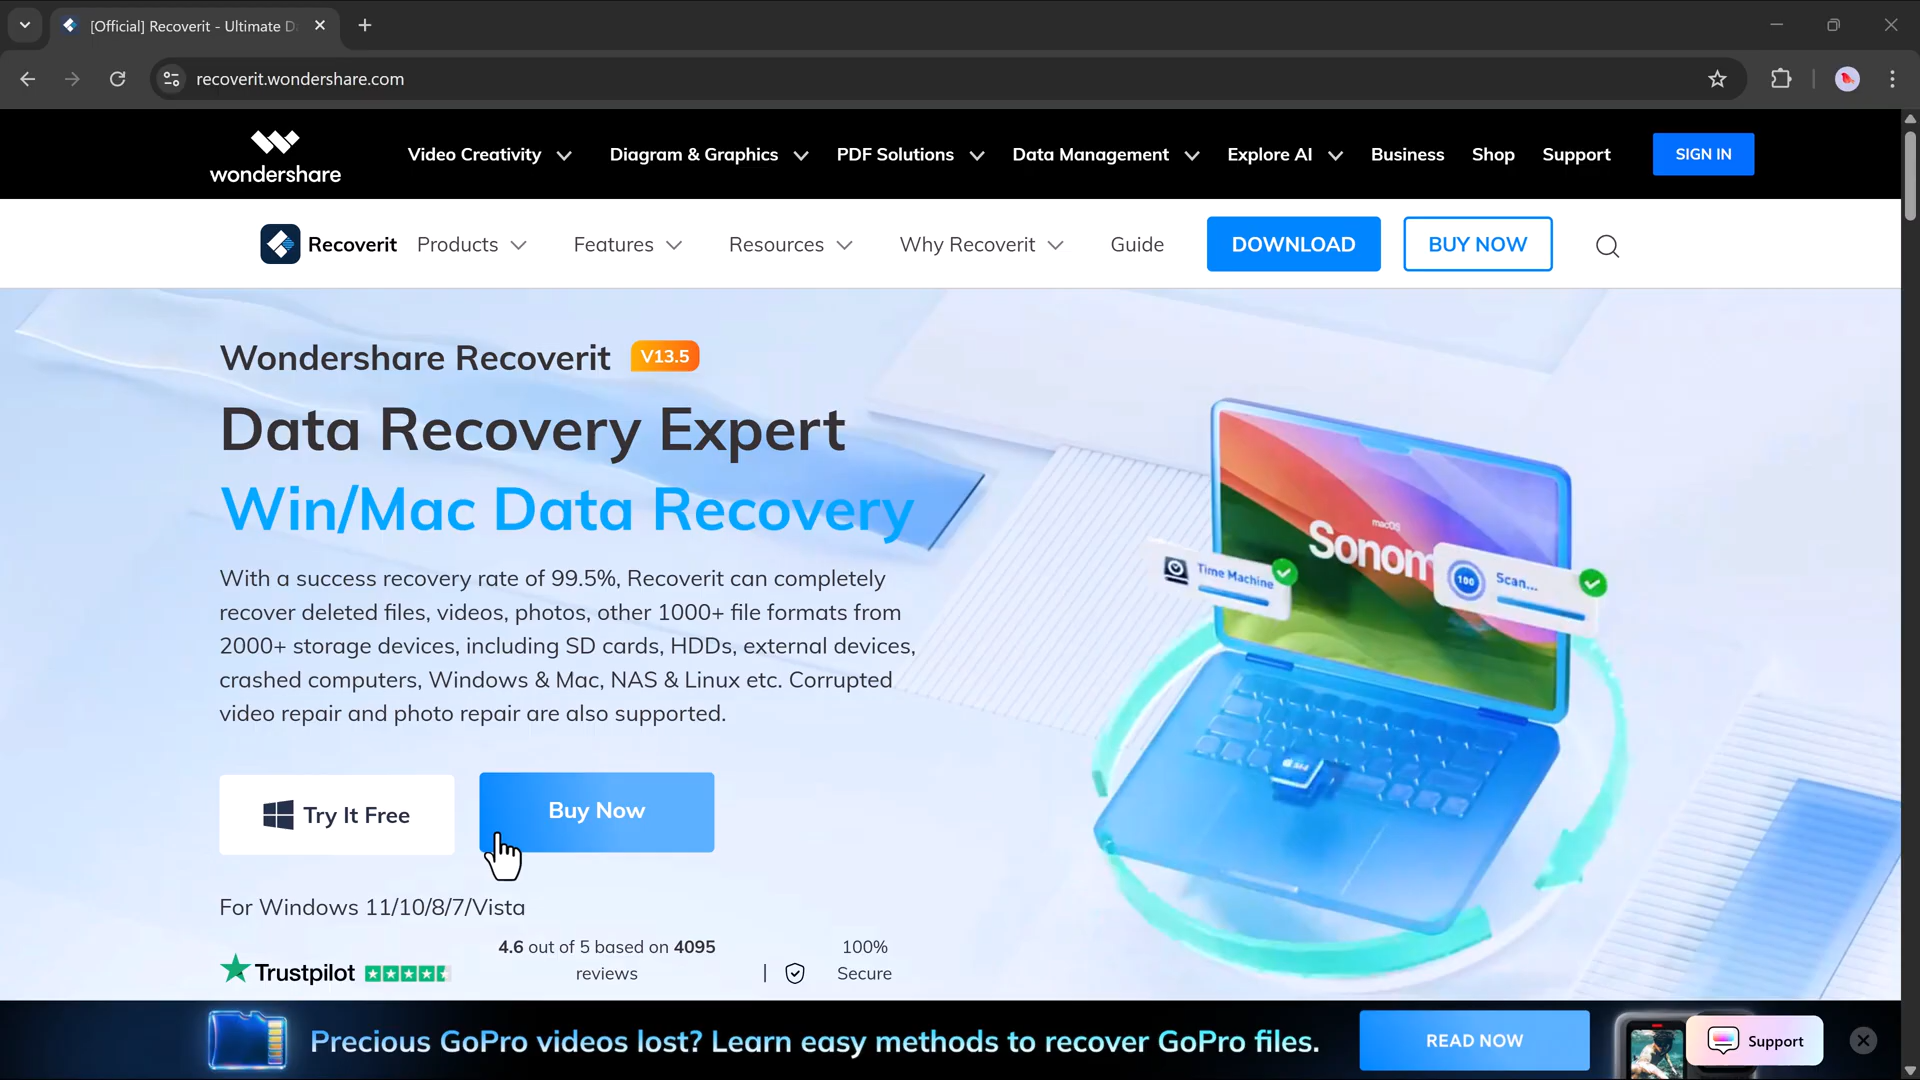 [Official] Recoverit - Ultimate D
recoverit.wondershare.com
wondershare
Video Creativity
Diagram & Graphics
PDF Solutions
Data Management
Explore AI
Business
Shop
Support
SIGN IN
Recoverit
Products
Features
Resources
Why Recoverit
Guide
DOWNLOAD
BUY NOW
Wondershare Recoverit V13.5
Data Recovery Expert
Win/Mac Data Recovery
With a success recovery rate of 99.5%, Recoverit can completely
recover deleted files, videos, photos, other 1000+ file formats from
2000+ storage devices, including SD cards, HDDs, external devices,
crashed computers, Windows & Mac, NAS & Linux etc. Corrupted
video repair and photo repair are also supported.
macOS
Sonom
Time Machine
100
Scan...
Try It Free
Buy Now
For Windows 11/10/8/7/Vista
Trustpilot
4.6 out of 5 based on 4095
reviews
100%
Secure
Precious GoPro videos lost? Learn easy methods to recover GoPro files.
READ NOW
Support